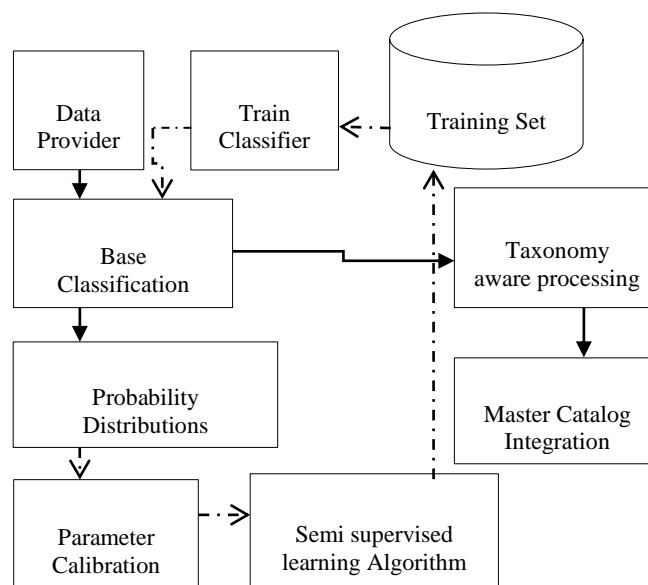 Data
Provider
Train
Classifier
Training Set
Base
Classification
Taxonomy
aware processing
Probability
Distributions
Master Catalog
Integration
Parameter
Calibration
Semi supervised
learning Algorithm